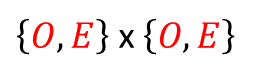 {O, E} x {O, E}